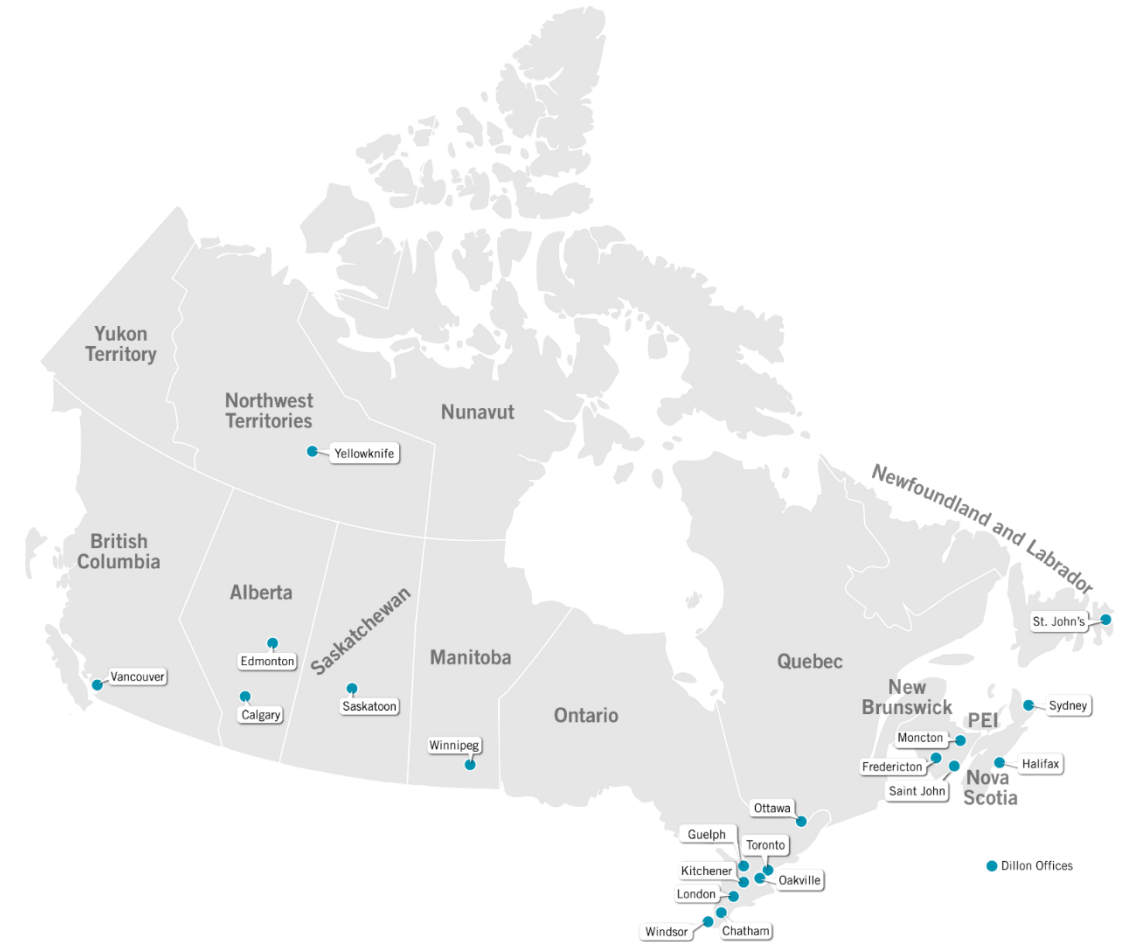 Yukon
Territory
Northwest
Territories
Nunavut
Yellowknife
Newfoundland and Labrador
British
Columbia
Alberta
Saskatchewan
Manitoba
Quebec
Ontario
St. John's
Edmonton
Vancouver
Calgary
Saskatoon
Winnipeg
New
Brunswick
PEI
Sydney
Moncton
Fredericton
Saint John
Halifax
Nova
Scotia
Ottawa
Guelph
Toronto
Kitchener
Oakville
London
Windsor
Chatham
Dillon Offices